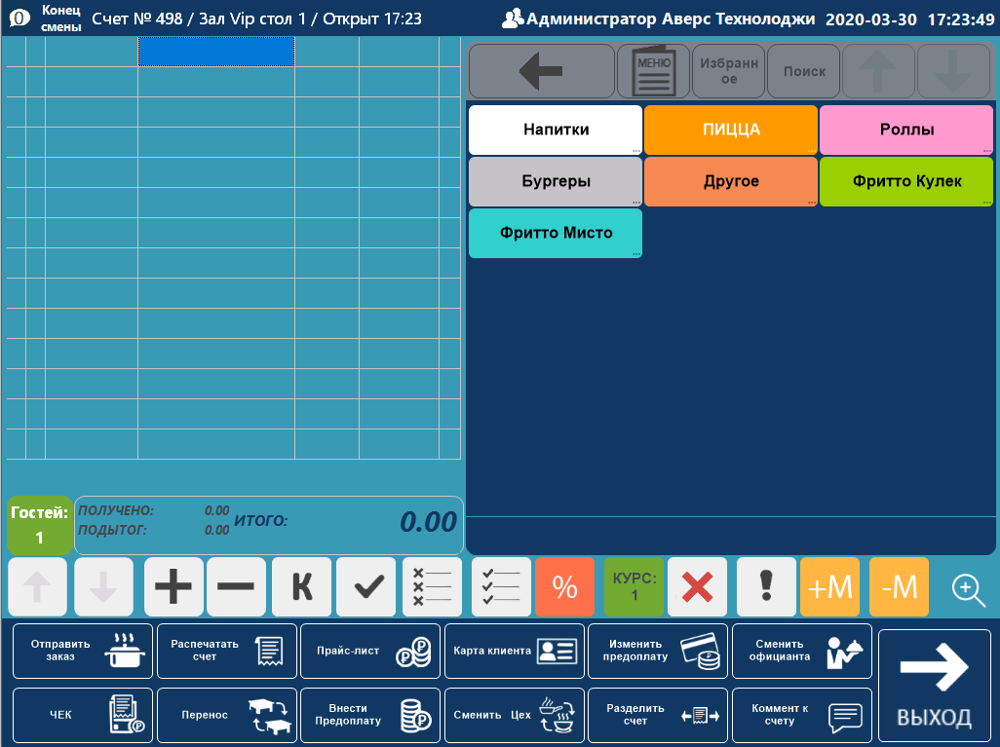 0
Конец
смены
Счет № 498 / Зал Vip стол 1 / Открыт 17:23
Администратор Аверс Технолоджи 2020-03-30 17:23:49
МЕНЮ
Избранн
ое
Поиск
Напитки
...
ПИЦЦА
...
Роллы
...
Бургеры
...
Другое
...
Фритто Кулек
...
Фритто Мисто
...
Гостей:
1
ПОЛУЧЕНО: 0.00
ПОДЫТОГ: 0.00
ИТОГО: 0.00
К
%
КУРС:
1
!
+М
-М
Отправить
заказ
Распечатать
счет
Прайс-лист
Карта клиента
Изменить
предоплату
Сменить
официанта
ЧЕК
Перенос
Внести
Предоплату
Сменить Цех
Разделить
счет
Коммент к
счету
ВЫХОД